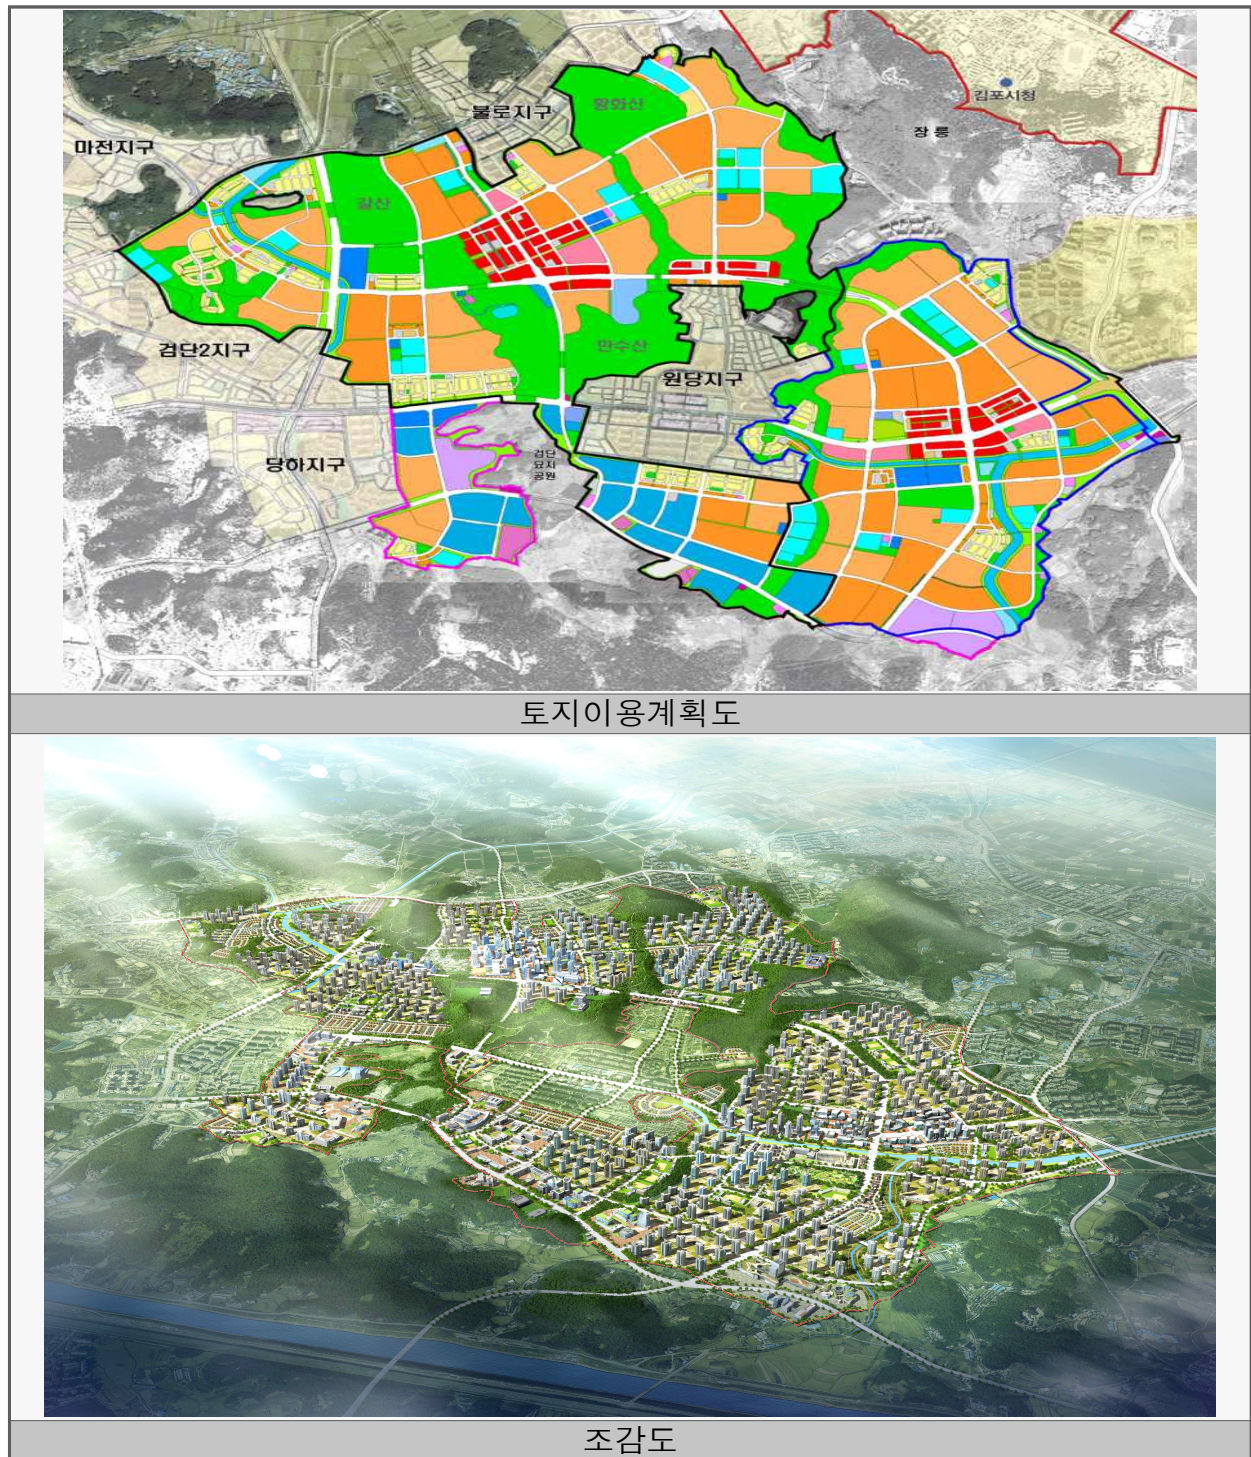 김포시청
황화산
불로지구
장릉
마전지구
갈산
만수산
검단2지구
원당지구
당하지구
검단
묘지
공원
토지이용계획도
조감도